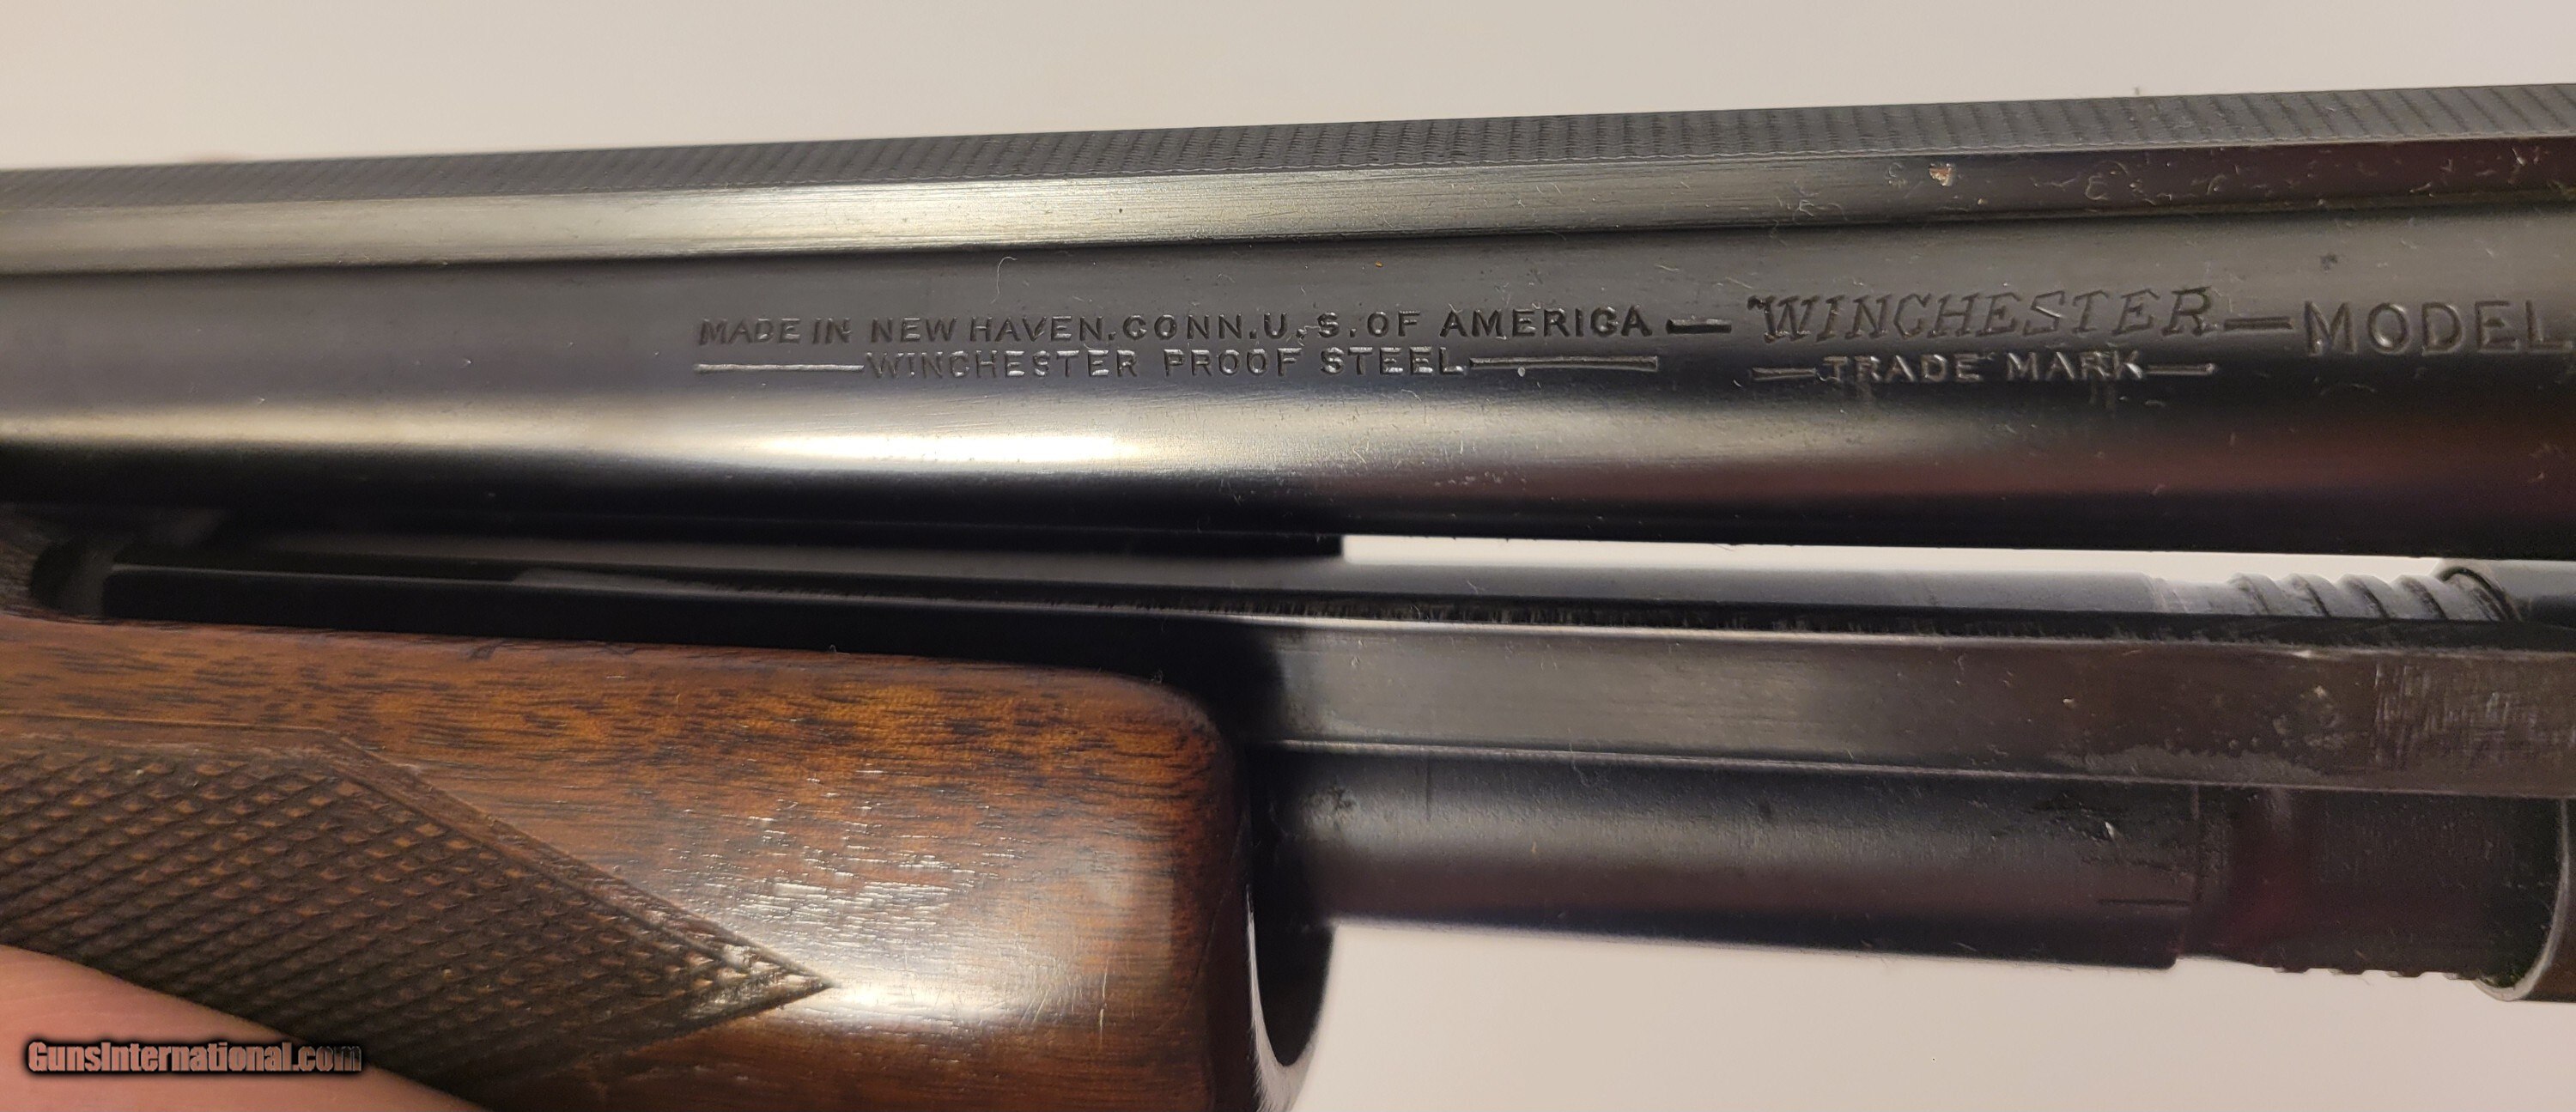 MADE IN NEW HAVEN. CONN. U. S. OF AMERICA — WINCHESTER — MODEL
WINCHESTER PROOF STEEL — TRADE MARK —
GunsInternational.com